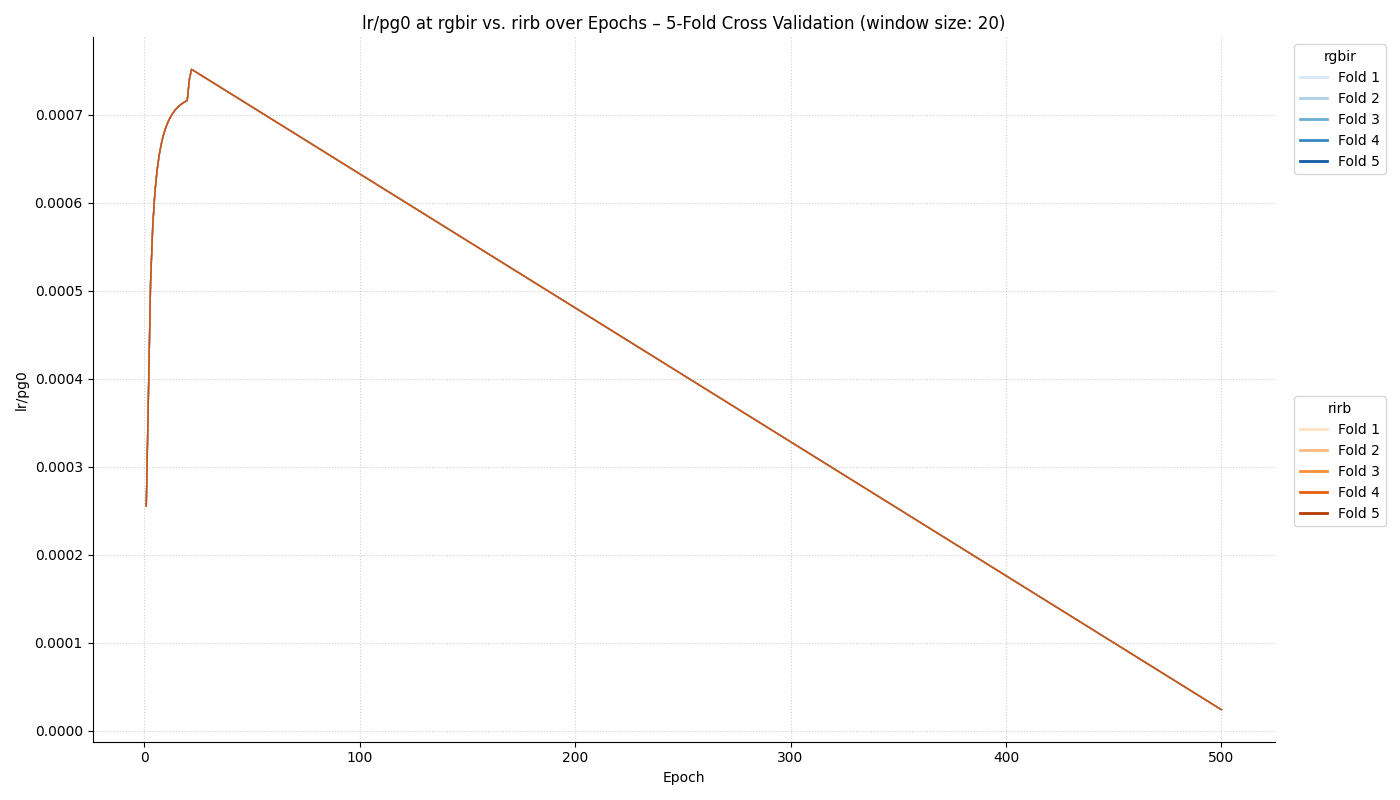 lr/pg0 at rgbir vs. rirb over Epochs – 5-Fold Cross Validation (window size: 20)
lr/pg0
0.0007
0.0006
0.0005
0.0004
0.0003
0.0002
0.0001
0.0000
0 100 200 300 400 500
Epoch
rgbir
Fold 1
Fold 2
Fold 3
Fold 4
Fold 5
rirb
Fold 1
Fold 2
Fold 3
Fold 4
Fold 5